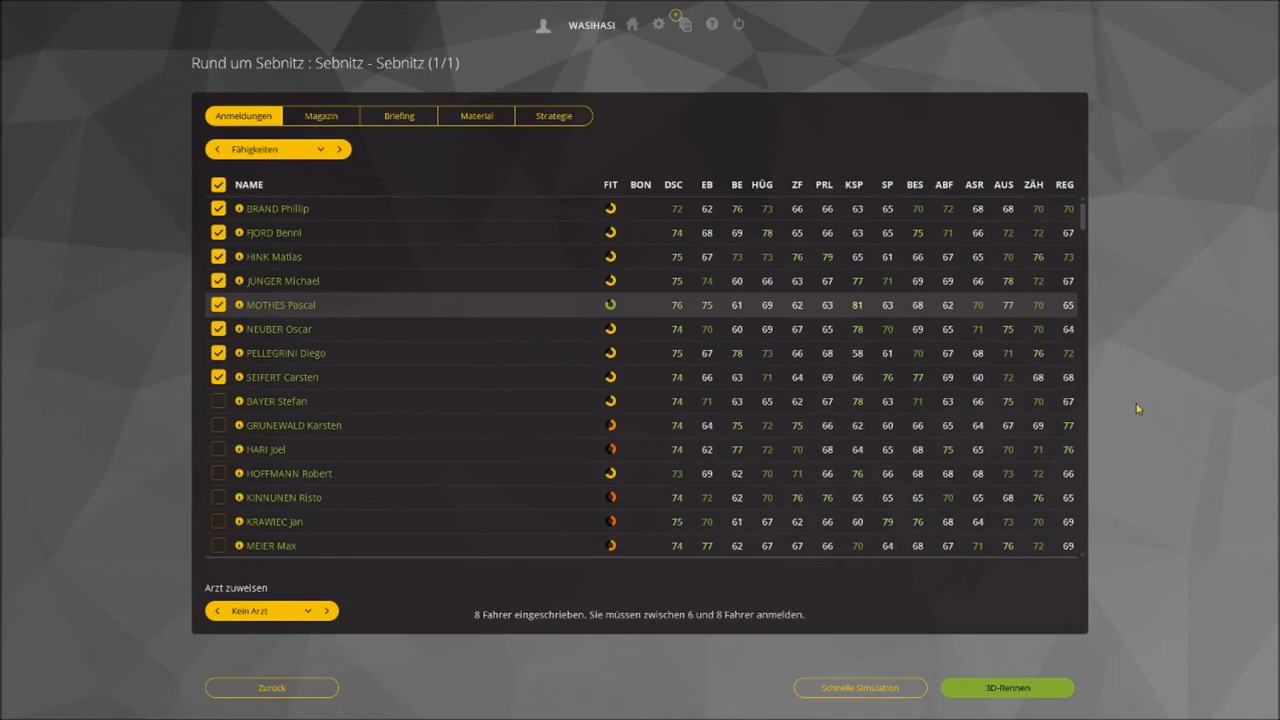 WASIHASI
Rund um Sebnitz : Sebnitz - Sebnitz (1/1)
Anmeldungen Magazin Briefing Material Strategie
Fähigkeiten
NAME FIT BON DSC EB BE HÜG ZF PRL KSP SP BES ABF ASR AUS ZÄH REG
BRAND Phillip 72 62 76 73 66 66 63 65 70 72 68 68 70 70
FJORD Benni 74 68 69 78 65 66 63 65 75 71 66 72 72 67
HINK Matias 75 67 73 73 76 79 65 61 66 67 65 70 76 73
JUNGER Michael 75 74 60 66 63 67 77 71 69 69 66 78 72 67
MOTHES Pascal 76 75 61 69 62 63 81 63 68 62 70 77 70 65
NEUBER Oscar 74 70 60 69 67 65 78 70 69 65 71 75 70 64
PELLEGRINI Diego 75 67 78 73 66 68 58 61 70 67 68 71 76 72
SEIFERT Carsten 74 66 63 71 64 69 66 76 77 69 60 72 68 68
BAYER Stefan 74 71 63 65 62 67 78 63 71 63 66 75 70 67
GRUNEWALD Karsten 74 64 75 72 75 66 62 60 66 65 64 67 69 77
HARI Joel 74 62 77 72 70 68 64 65 68 75 65 70 71 76
HOFFMANN Robert 73 69 62 70 71 66 76 66 68 68 68 73 72 66
KINNUNEN Risto 74 72 62 70 76 76 65 65 65 70 65 68 76 65
KRAWIEC Jan 75 70 61 67 62 66 60 79 76 68 64 73 70 69
MEIER Max 74 77 62 67 67 66 70 64 68 67 71 76 72 69
Arzt zuweisen
Kein Arzt
8 Fahrer eingeschrieben. Sie müssen zwischen 6 und 8 Fahrer anmelden.
Zurück Schnelle Simulation 3D-Rennen